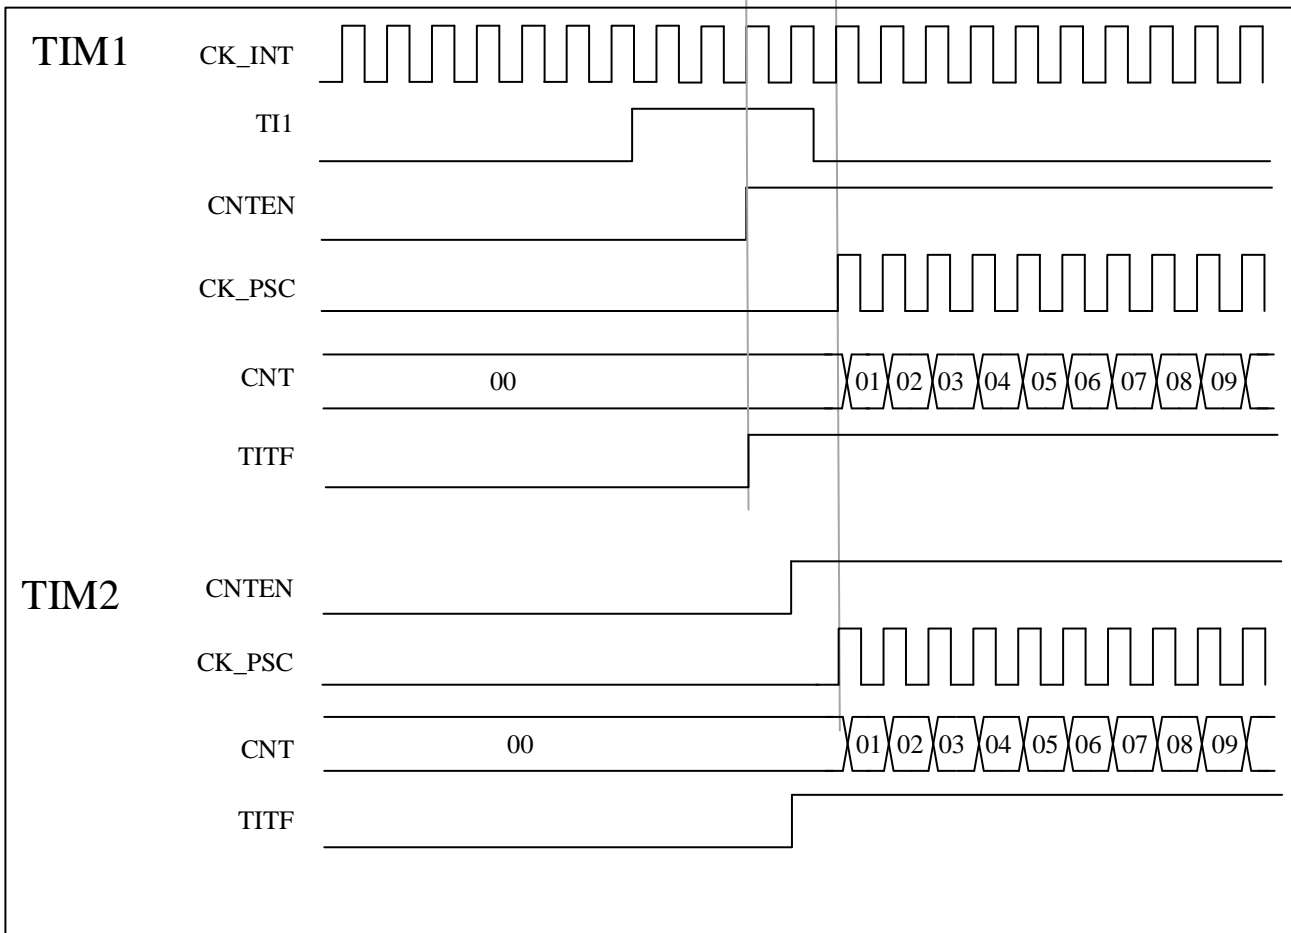 TIM1
CK_INT
TI1
CNTEN
CK_PSC
CNT 00 01 02 03 04 05 06 07 08 09
TITF
TIM2
CNTEN
CK_PSC
CNT 00 01 02 03 04 05 06 07 08 09
TITF